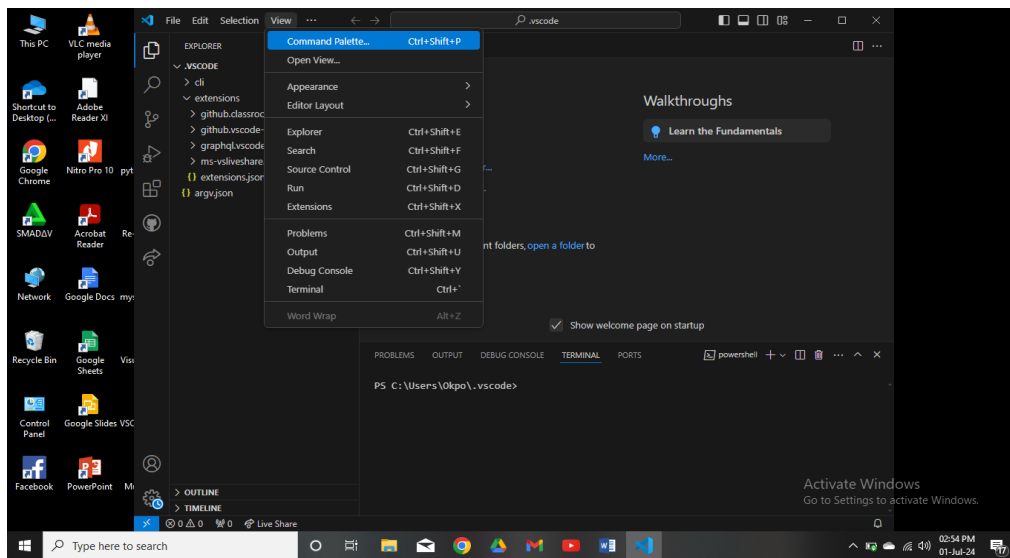 This PC
VLC media player
Shortcut to Desktop (...
Adobe Reader XI
Google Chrome
Nitro Pro 10
pyt
SMADΔV
Acrobat Reader
Re
Network
Google Docs
mys
Recycle Bin
Google Sheets
Visu
Control Panel
Google Slides
VSC
Facebook
PowerPoint
File Edit Selection View ...
.vscode
EXPLORER
.VSCODE
cli
extensions
github.classroo
github.vscode-
graphql.vscode
ms-vsliveshare
{} extensions.json
{} argv.json
OUTLINE
TIMELINE
Command Palette... Ctrl+Shift+P
Open View...
Appearance
Editor Layout
Explorer Ctrl+Shift+E
Search Ctrl+Shift+F
Source Control Ctrl+Shift+G
Run Ctrl+Shift+D
Extensions Ctrl+Shift+X
Problems Ctrl+Shift+M
Output Ctrl+Shift+U
Debug Console Ctrl+Shift+Y
Terminal Ctrl+`
Word Wrap Alt+Z
Walkthroughs
Learn the Fundamentals
More...
nt folders, open a folder to
Show welcome page on startup
PROBLEMS OUTPUT DEBUG CONSOLE TERMINAL PORTS
powershell
PS C:\Users\Okpo\.vscode>
Activate Windows
Go to Settings to activate Windows.
0 0 0 Live Share
Type here to search
02:54 PM
01-Jul-24
17